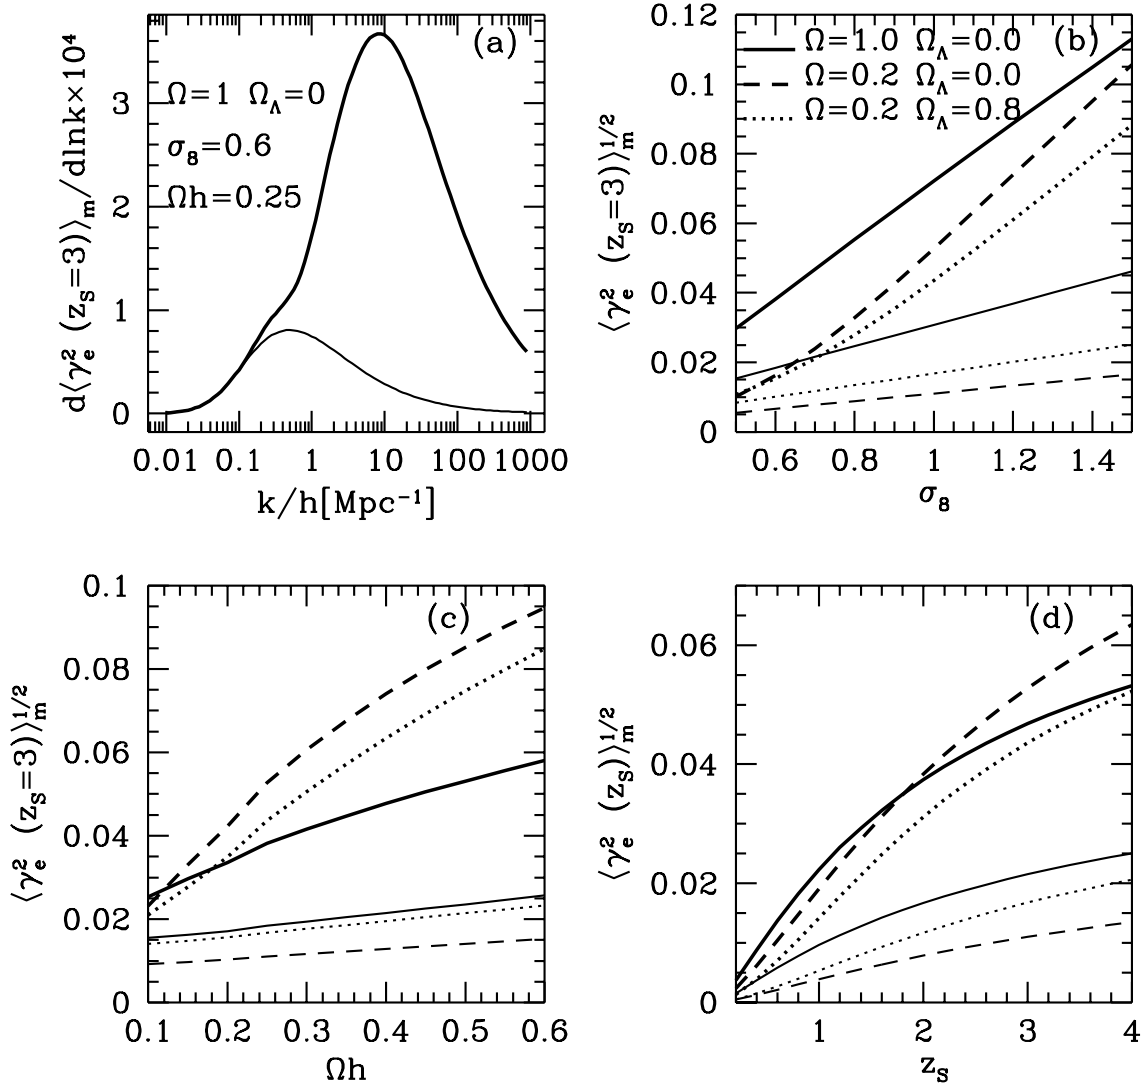 (a)
Ω=1 Ω_Λ=0
σ_8=0.6
Ωh=0.25
d⟨γ_e^2 (z_S=3)⟩_m/dlnk×10^4
3
2
1
0
0.01 0.1 1 10 100 1000
k/h[Mpc^-1]
(b)
Ω=1.0 Ω_Λ=0.0
Ω=0.2 Ω_Λ=0.0
Ω=0.2 Ω_Λ=0.8
⟨γ_e^2 (z_S=3)⟩_m^1/2
0.12
0.1
0.08
0.06
0.04
0.02
0
0.6 0.8 1 1.2 1.4
σ_8
(c)
⟨γ_e^2 (z_S=3)⟩_m^1/2
0.1
0.08
0.06
0.04
0.02
0
0.1 0.2 0.3 0.4 0.5 0.6
Ωh
(d)
⟨γ_e^2 (z_S)⟩_m^1/2
0.06
0.04
0.02
0
1 2 3 4
z_S